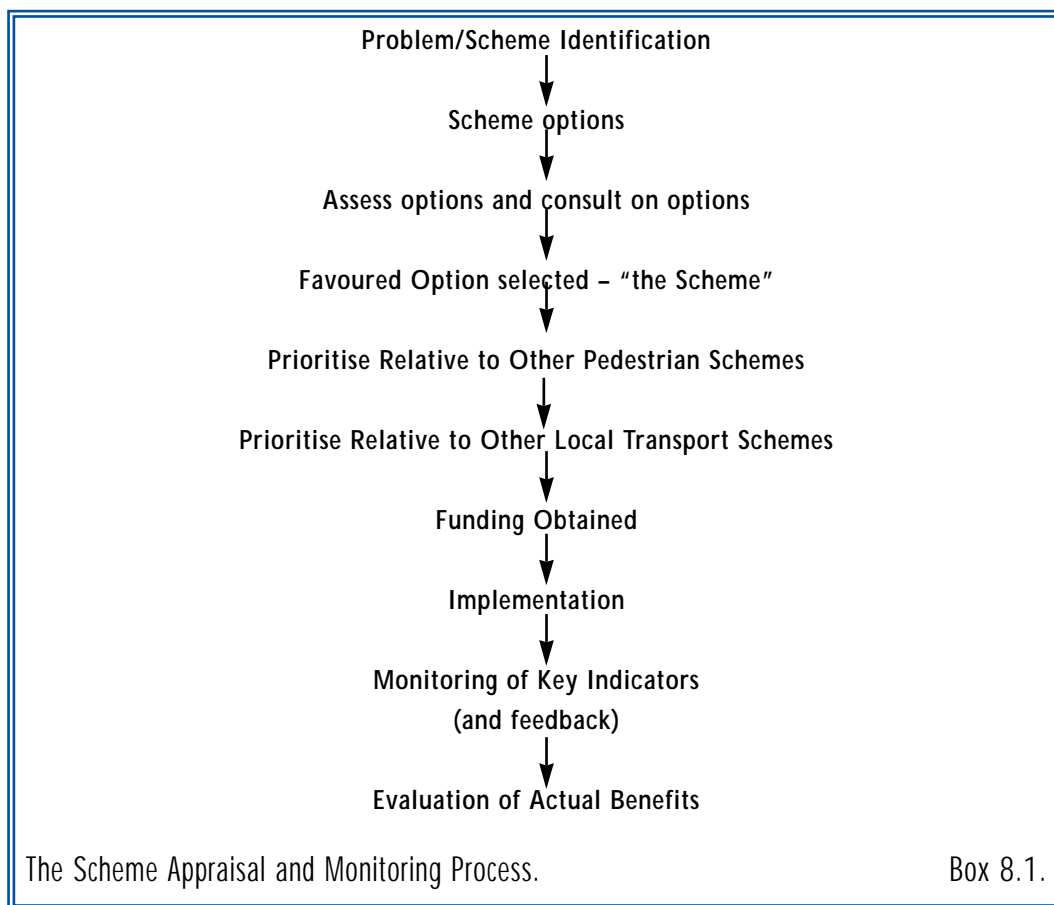 Problem/Scheme Identification
Scheme options
Assess options and consult on options
Favoured Option selected – “the Scheme”
Prioritise Relative to Other Pedestrian Schemes
Prioritise Relative to Other Local Transport Schemes
Funding Obtained
Implementation
Monitoring of Key Indicators
(and feedback)
Evaluation of Actual Benefits
The Scheme Appraisal and Monitoring Process. Box 8.1.